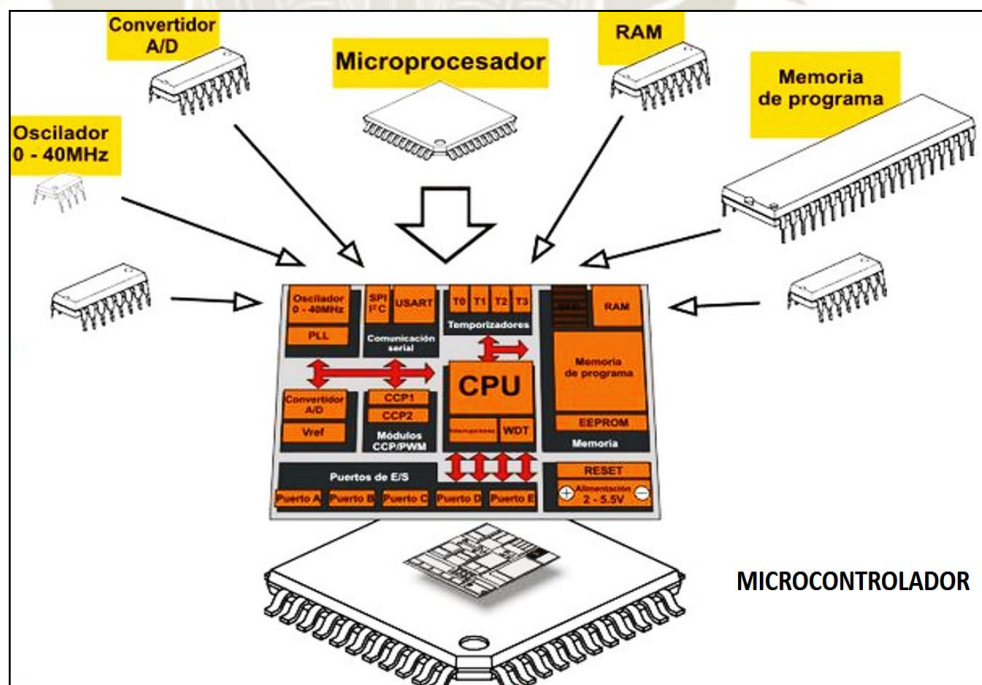 Convertidor
A/D
Microprocesador
RAM
Memoria
de programa
Oscilador
0 - 40MHz
Oscilador
0 - 40MHz
PLL
SPI
I²C
USART
Comunicación
serial
T0 T1 T2 T3
Temporizadores
RAM
Memoria
de programa
EEPROM
Memoria
Convertidor
A/D
Vref
CCP1
CCP2
Módulos
CCP/PWM
CPU
Interrupciones
WDT
Puertos de E/S
Puerto A Puerto B Puerto C Puerto D Puerto E
RESET
+ Alimentación -
2 - 5.5V
MICROCONTROLADOR